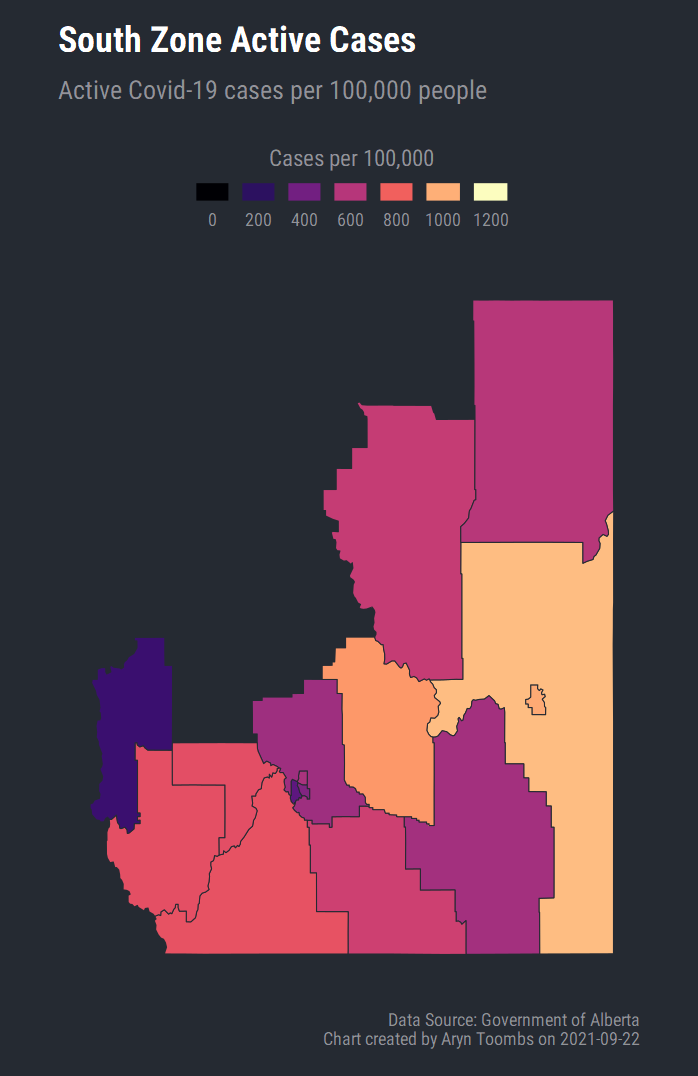 South Zone Active Cases
Active Covid-19 cases per 100,000 people
Cases per 100,000
0 200 400 600 800 1000 1200
Data Source: Government of Alberta
Chart created by Aryn Toombs on 2021-09-22